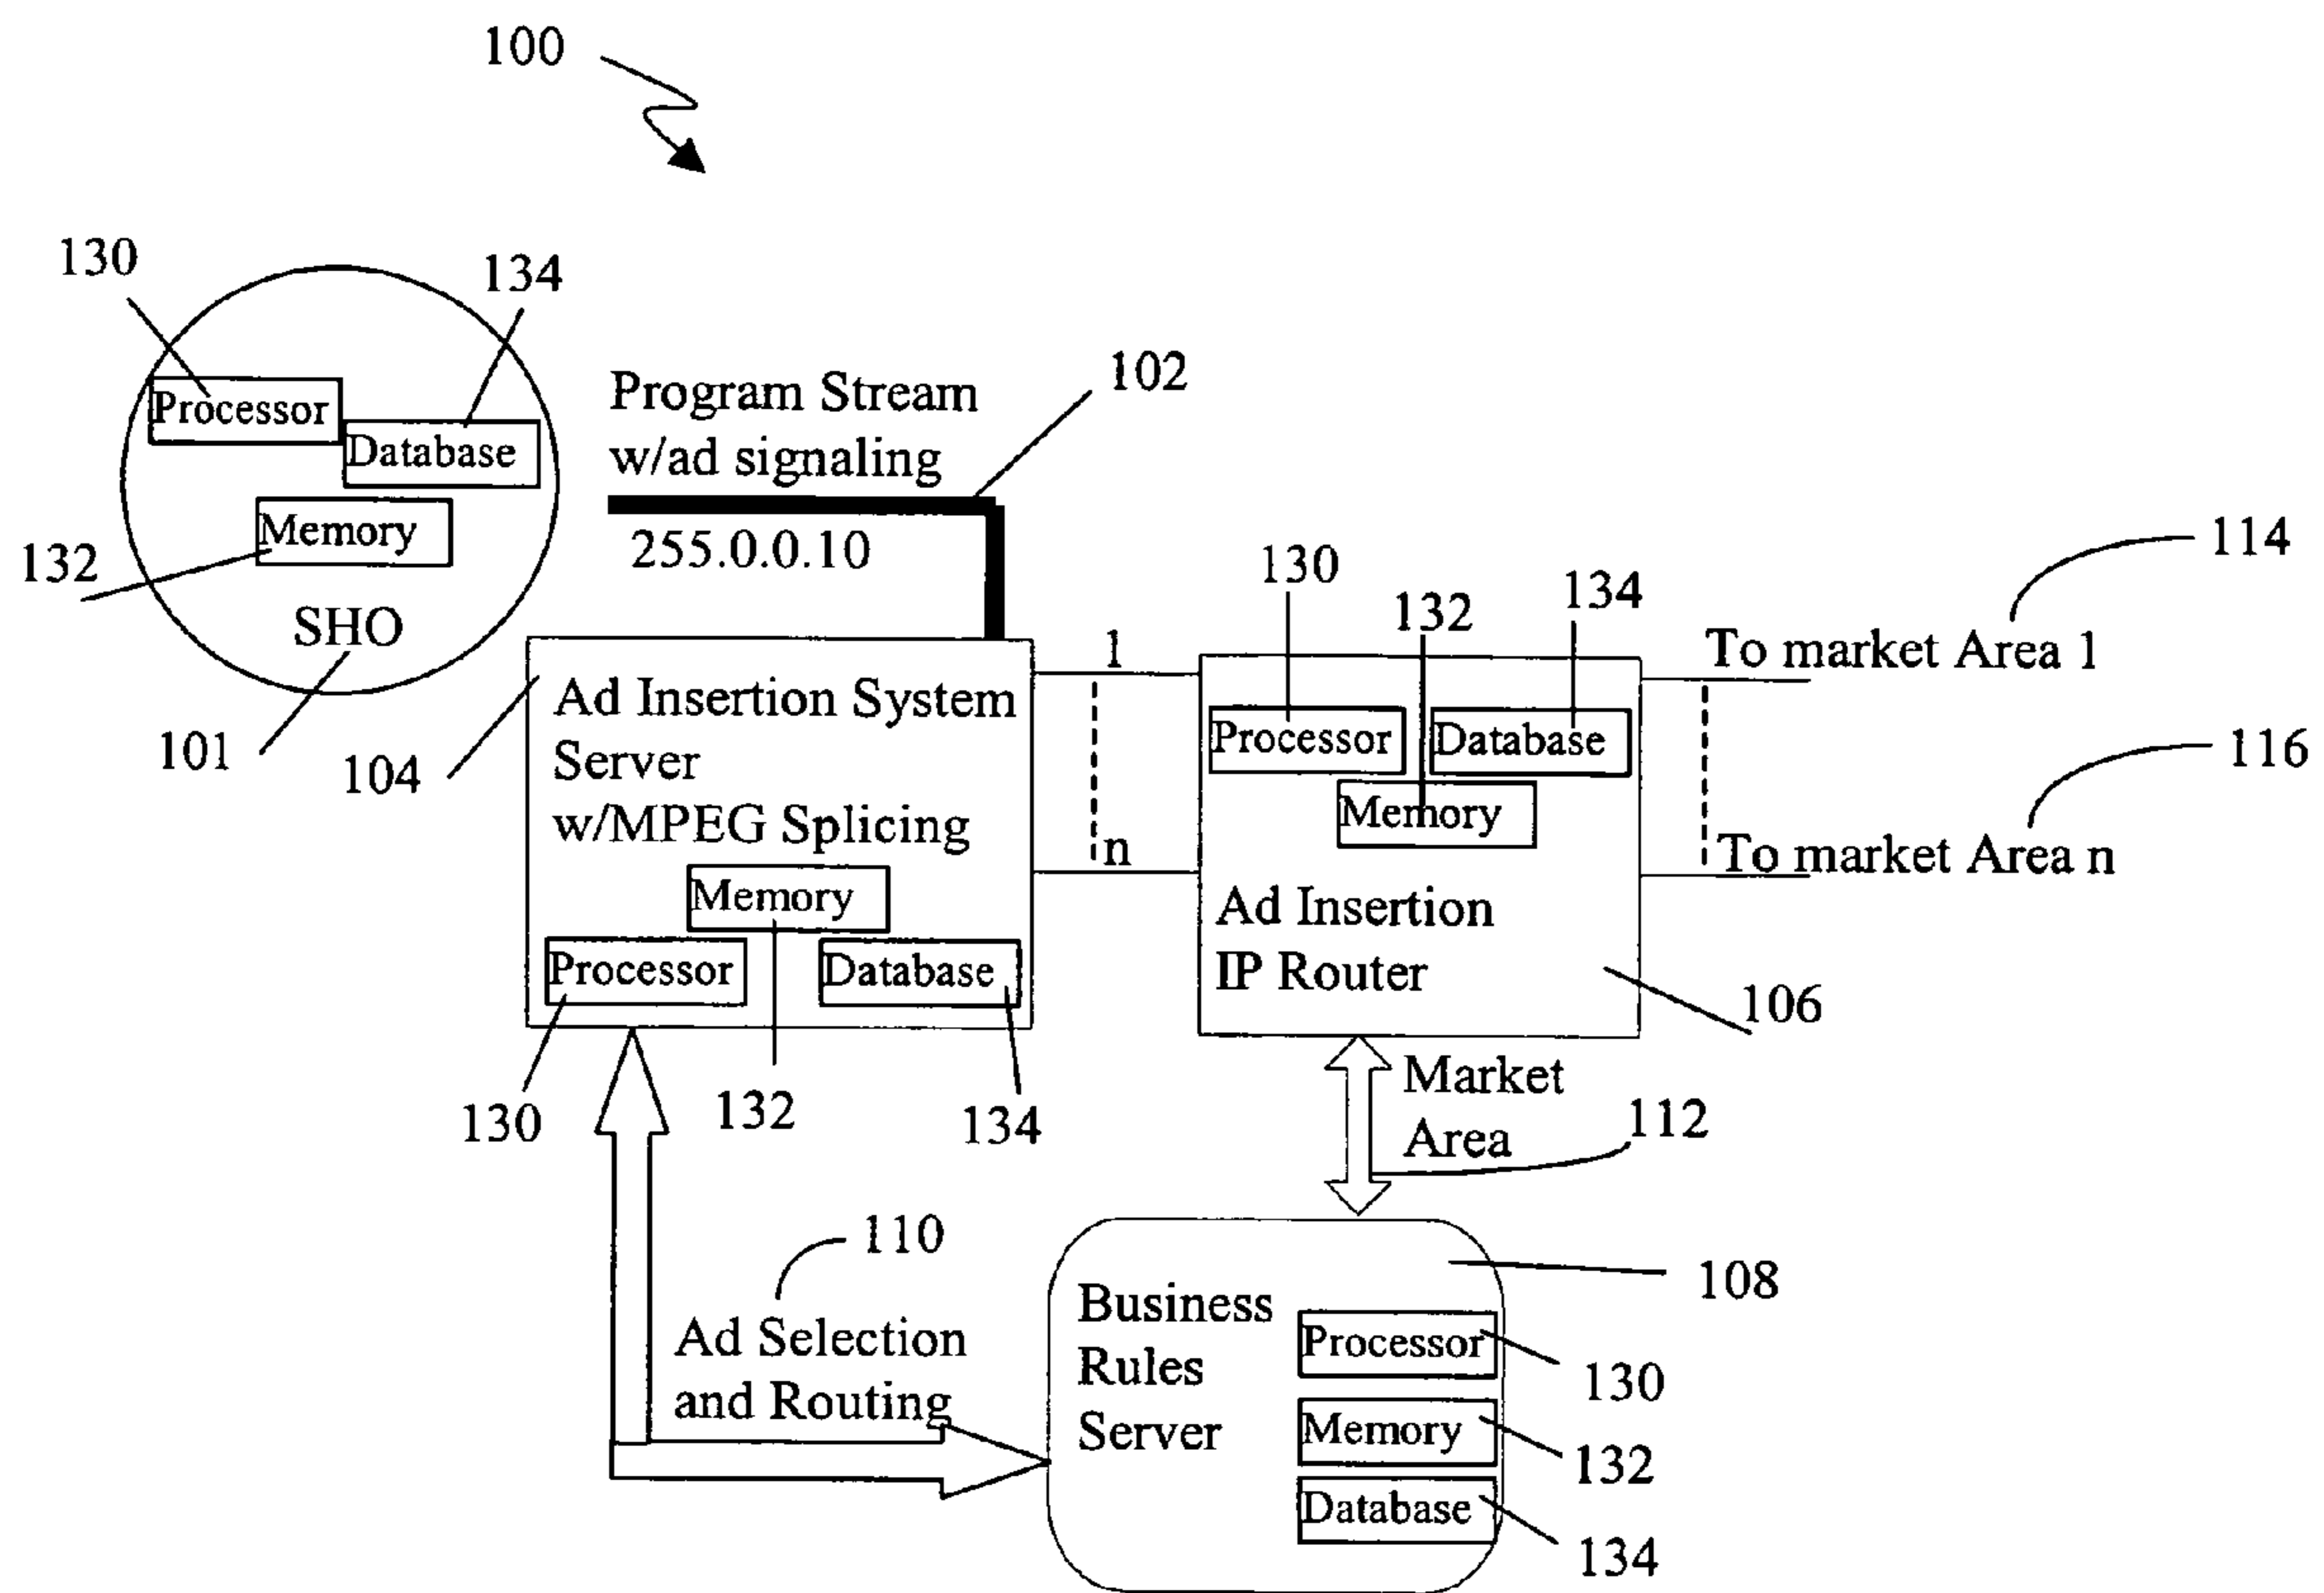 100
130
134
Processor
Database
Memory
132
SHO
101
Program Stream
w/ad signaling
102
255.0.0.10
104
Ad Insertion System
Server
w/MPEG Splicing
Memory
Processor
Database
130
132
134
1
n
130
132
134
Processor
Database
Memory
Ad Insertion
IP Router
106
114
To market Area 1
116
To market Area n
Market
Area
112
110
Ad Selection
and Routing
Business
Rules
Server
108
Processor
130
Memory
132
Database
134